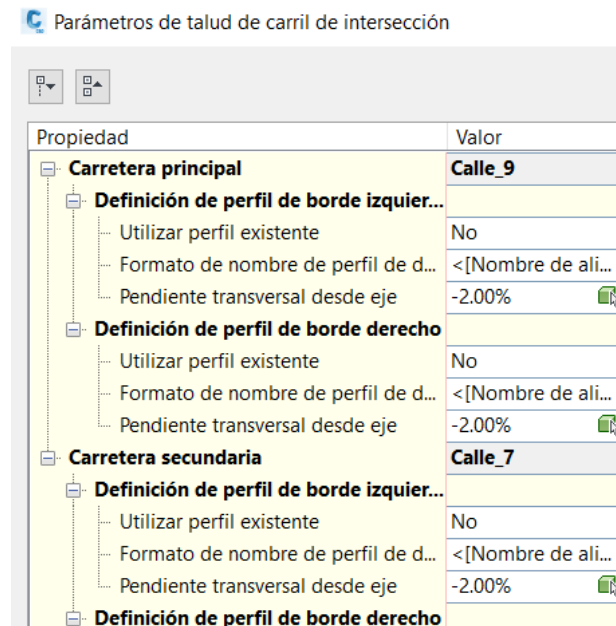 Parámetros de talud de carril de intersección
Propiedad Valor
Carretera principal Calle_9
Definición de perfil de borde izquier...
Utilizar perfil existente No
Formato de nombre de perfil de d... <[Nombre de ali...
Pendiente transversal desde eje -2.00%
Definición de perfil de borde derecho
Utilizar perfil existente No
Formato de nombre de perfil de d... <[Nombre de ali...
Pendiente transversal desde eje -2.00%
Carretera secundaria Calle_7
Definición de perfil de borde izquier...
Utilizar perfil existente No
Formato de nombre de perfil de d... <[Nombre de ali...
Pendiente transversal desde eje -2.00%
Definición de perfil de borde derecho